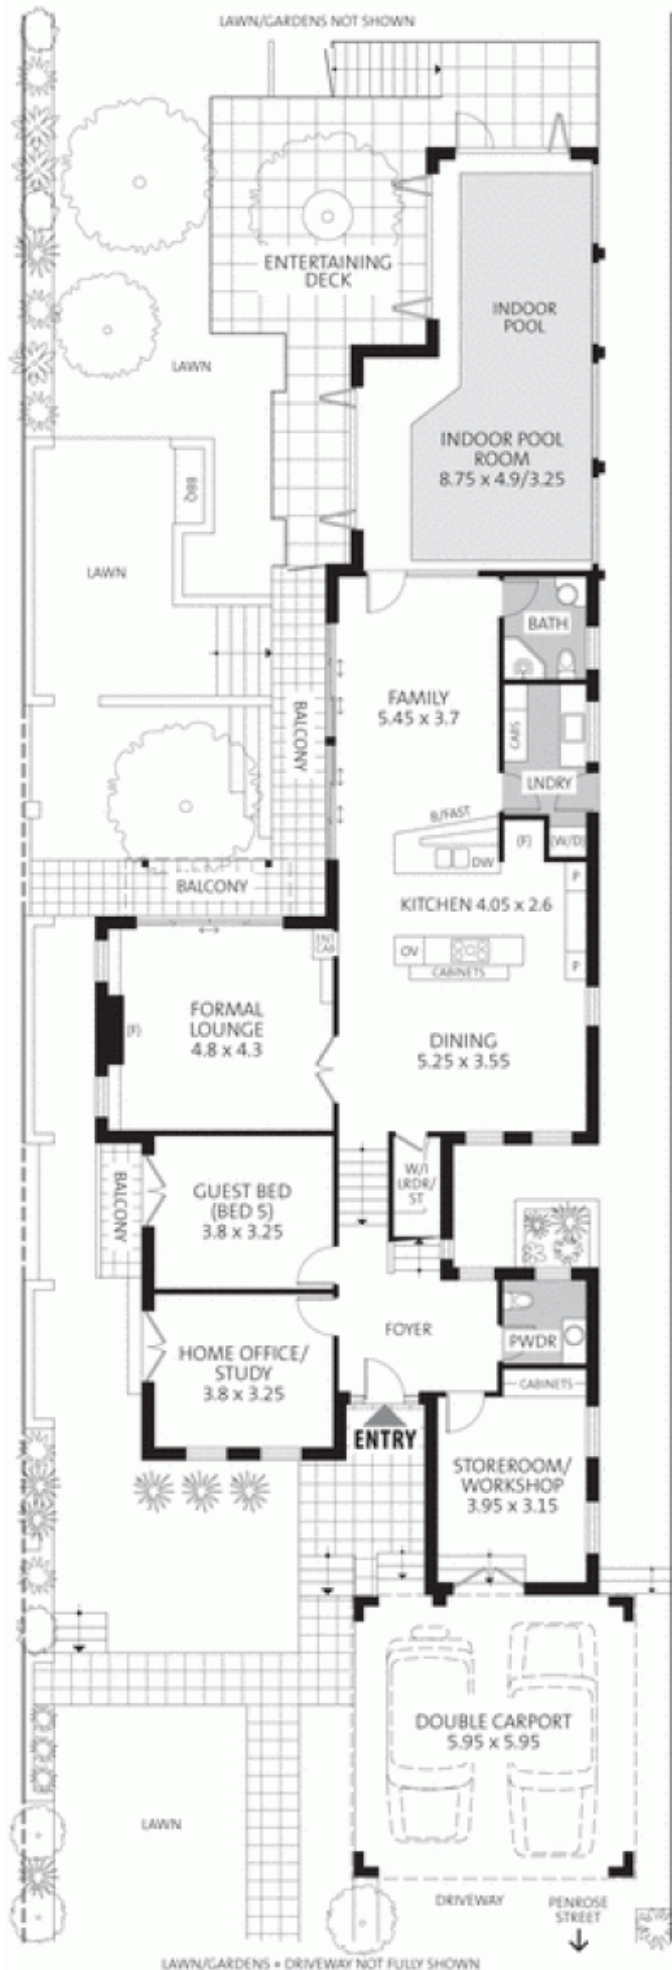 LAWN/GARDENS NOT SHOWN
ENTERTAINING
DECK
INDOOR
POOL
LAWN
INDOOR POOL
ROOM
8.75 x 4.9/3.25
BBQ
LAWN
BATH
FAMILY
5.45 x 3.7
BALCONY
CABS
LNDRY
B/FAST
(F)
(W/D)
DW
P
BALCONY
KITCHEN 4.05 x 2.6
ENT
CAB
OV
CABINETS
P
FORMAL
LOUNGE
4.8 x 4.3
(F)
DINING
5.25 x 3.55
W/I
LRDR/
ST
BALCONY
GUEST BED
(BED 5)
3.8 x 3.25
FOYER
PWDR
HOME OFFICE/
STUDY
3.8 x 3.25
CABINETS
ENTRY
STOREROOM/
WORKSHOP
3.95 x 3.15
DOUBLE CARPORT
5.95 x 5.95
LAWN
DRIVEWAY
PENROSE
STREET
LAWN/GARDENS + DRIVEWAY NOT FULLY SHOWN